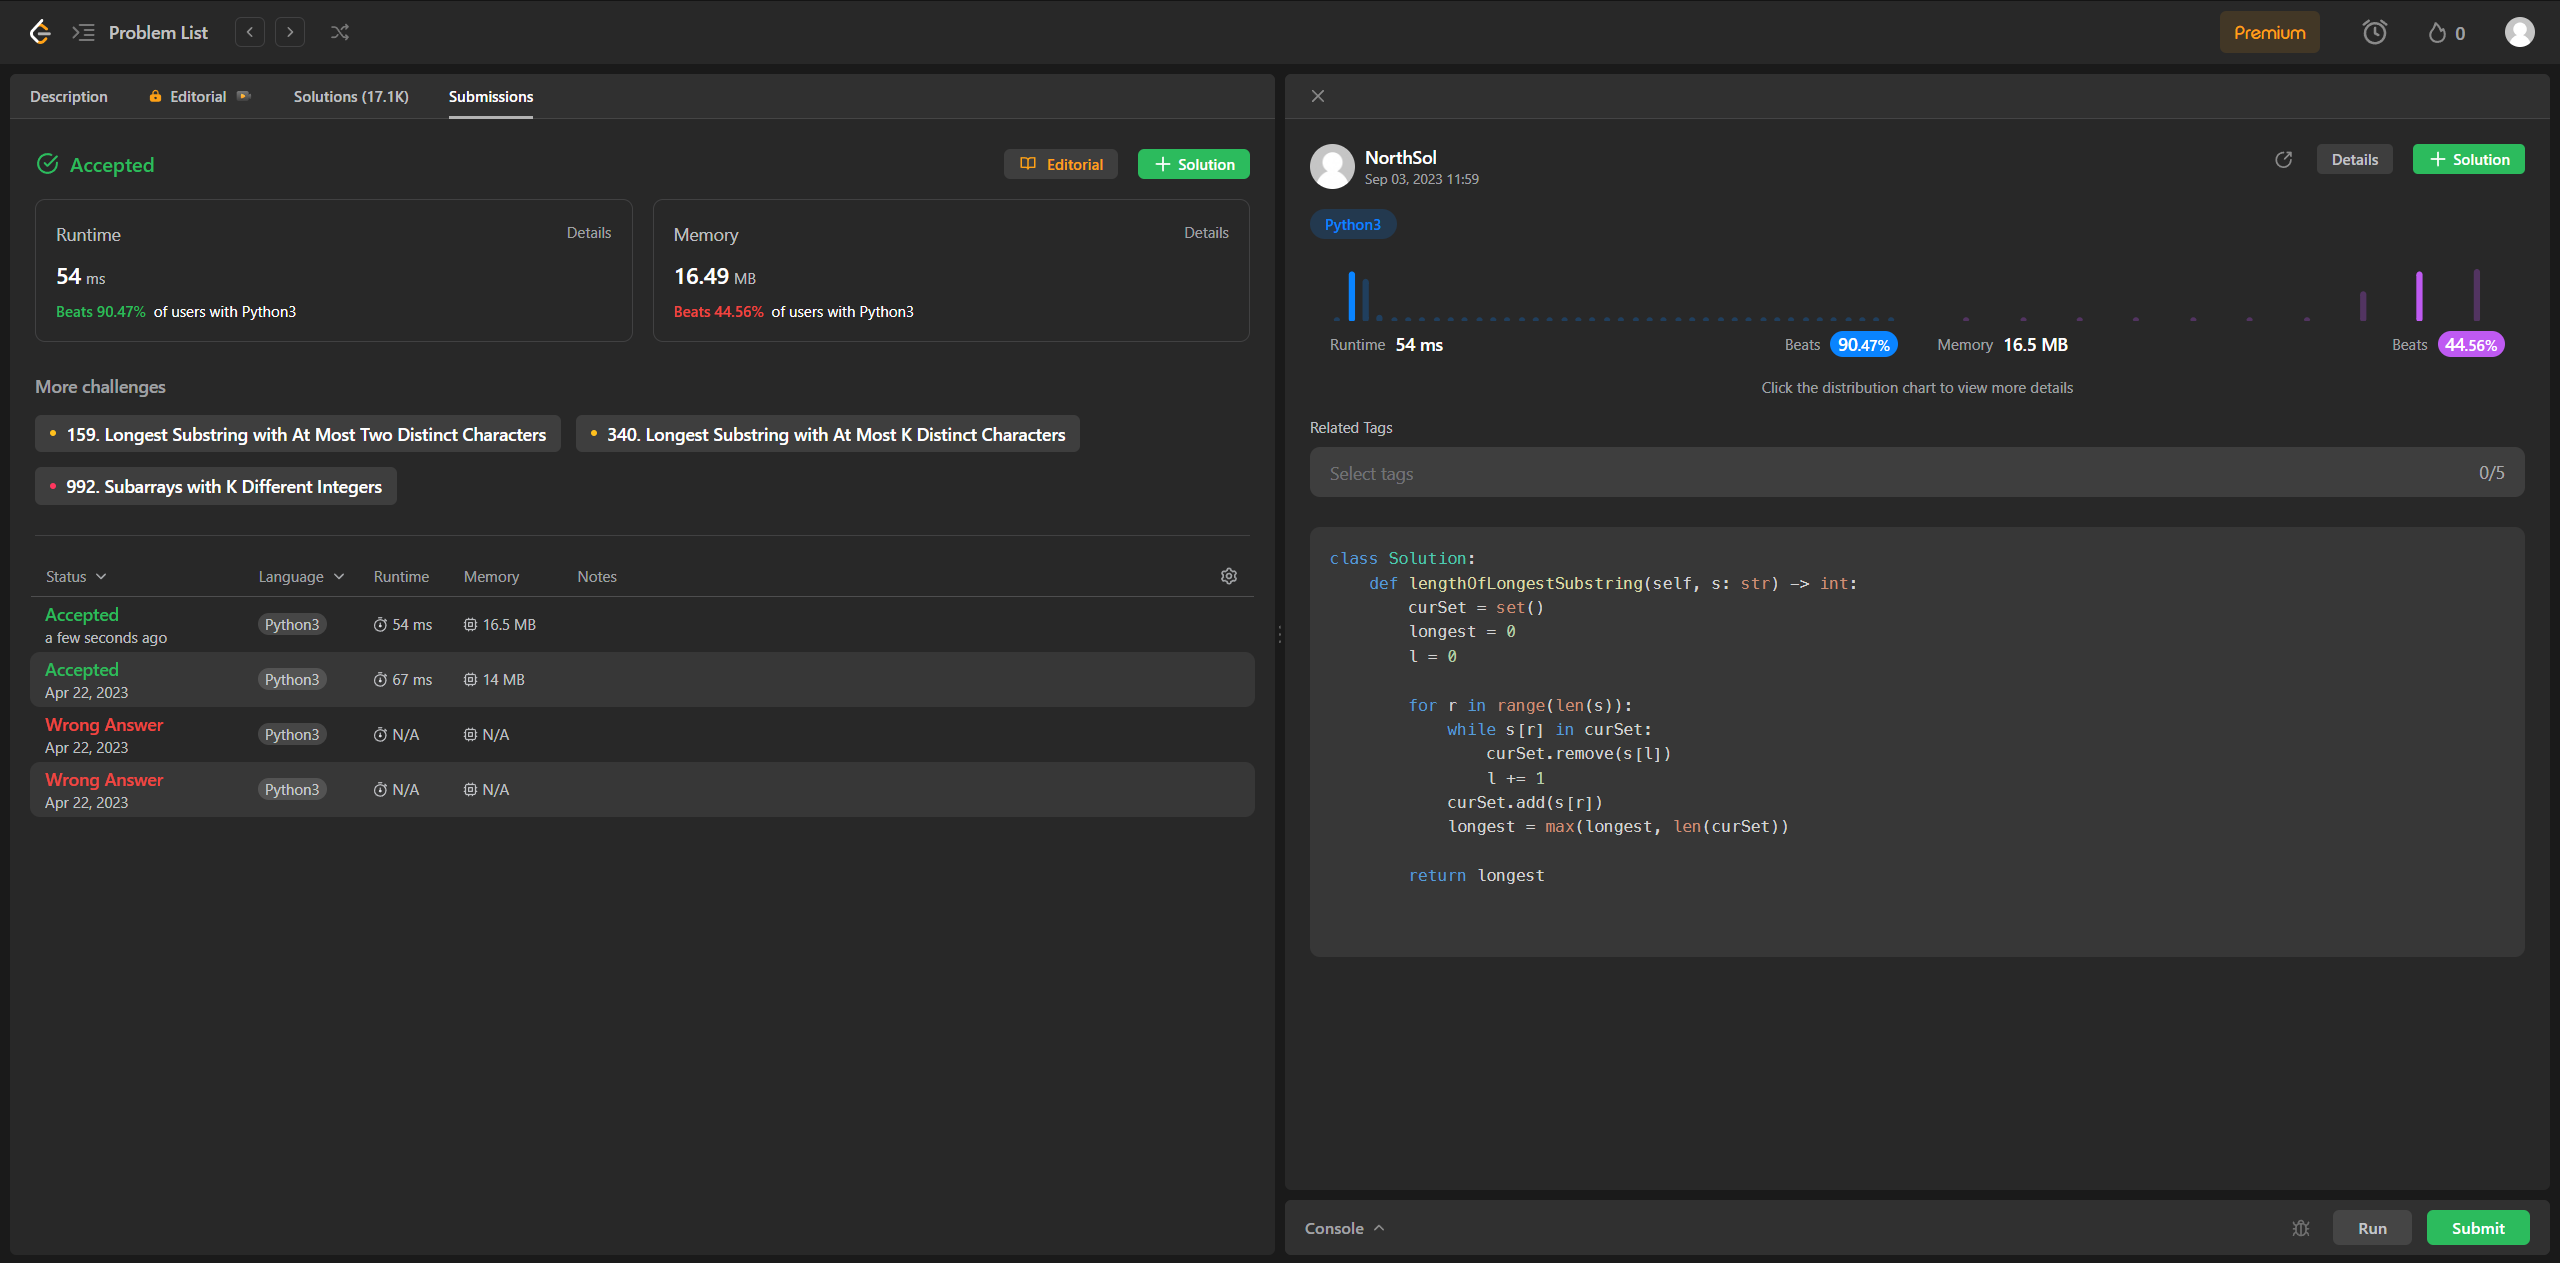 Problem List
Premium
0
Description Editorial Solutions (17.1K) Submissions
Accepted
Editorial
Solution
Runtime Details
54 ms
Beats 90.47% of users with Python3
Memory Details
16.49 MB
Beats 44.56% of users with Python3
More challenges
159. Longest Substring with At Most Two Distinct Characters
340. Longest Substring with At Most K Distinct Characters
992. Subarrays with K Different Integers
Status Language Runtime Memory Notes
Accepted
a few seconds ago
Python3 54 ms 16.5 MB
Accepted
Apr 22, 2023
Python3 67 ms 14 MB
Wrong Answer
Apr 22, 2023
Python3 N/A N/A
Wrong Answer
Apr 22, 2023
Python3 N/A N/A
NorthSol
Sep 03, 2023 11:59
Details
Solution
Python3
Runtime 54 ms Beats 90.47%
Memory 16.5 MB Beats 44.56%
Click the distribution chart to view more details
Related Tags
Select tags 0/5
class Solution:
    def lengthOfLongestSubstring(self, s: str) -> int:
        curSet = set()
        longest = 0
        l = 0
        for r in range(len(s)):
            while s[r] in curSet:
                curSet.remove(s[l])
                l += 1
            curSet.add(s[r])
            longest = max(longest, len(curSet))
        return longest
Console
Run
Submit